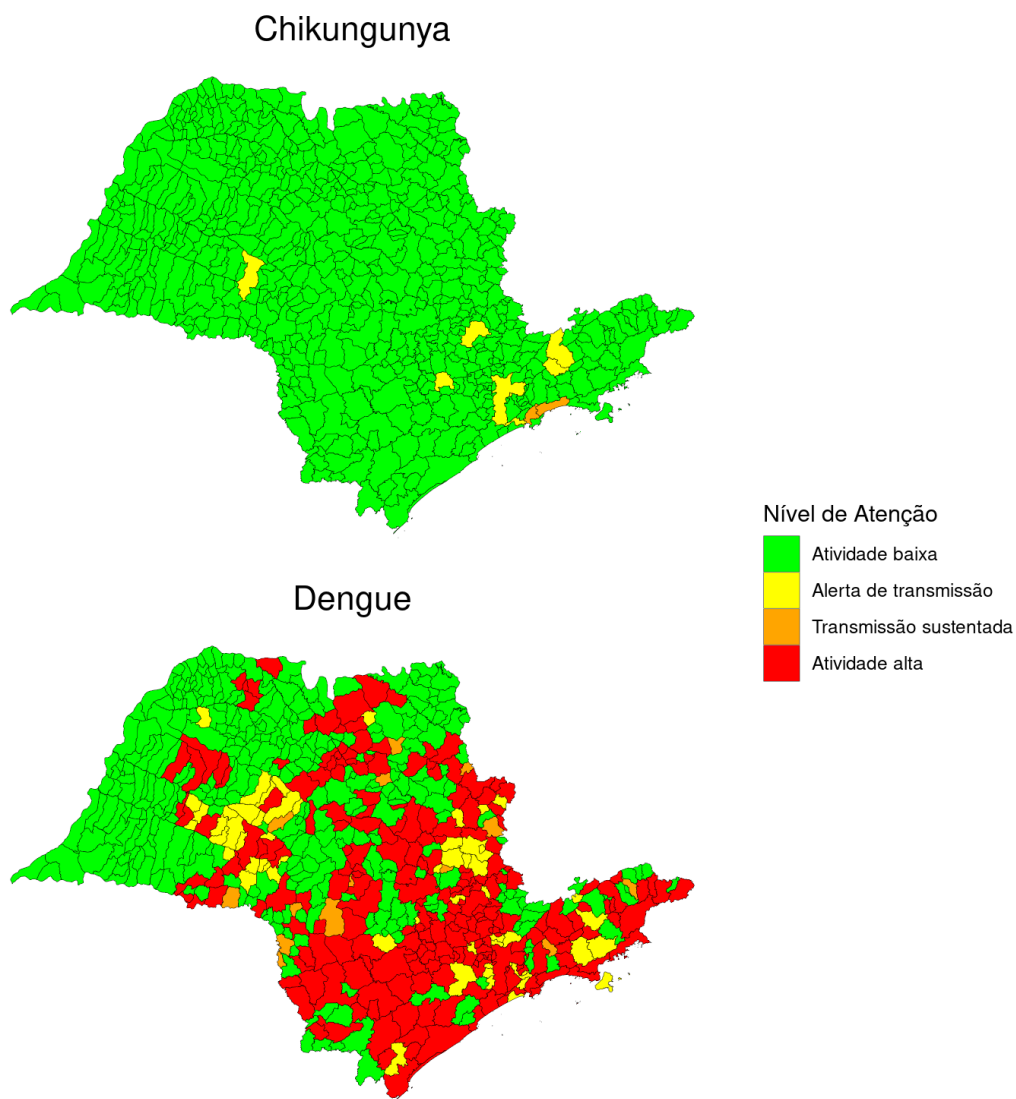 Chikungunya
Nível de Atenção
Atividade baixa
Alerta de transmissão
Transmissão sustentada
Atividade alta
Dengue